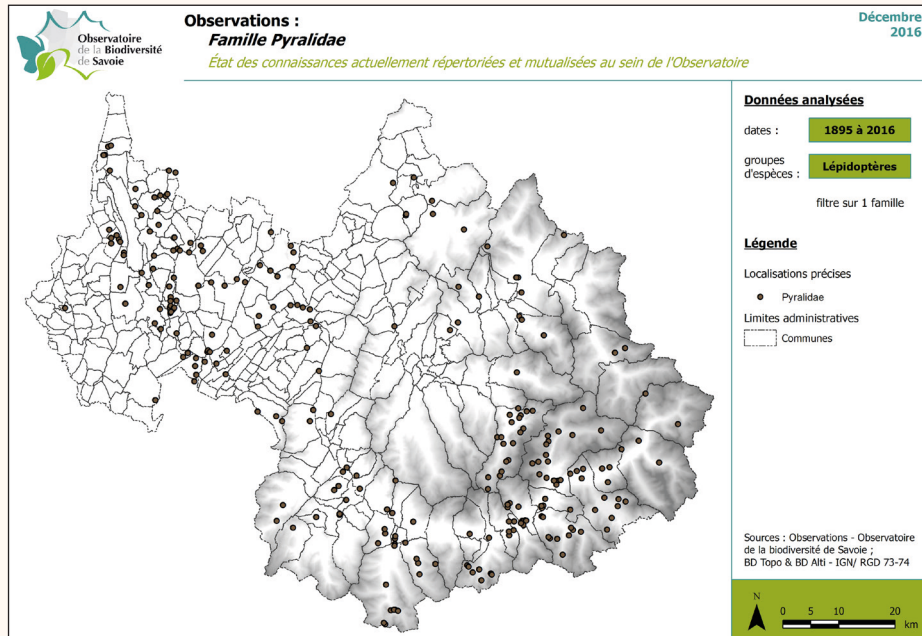 Observatoire
de la Biodiversité
de Savoie
Observations :
Famille Pyralidae
État des connaissances actuellement répertoriées et mutualisées au sein de l'Observatoire
Décembre
2016
Données analysées
dates :
1895 à 2016
groupes
d'espèces :
Lépidoptères
filtre sur 1 famille
Légende
Localisations précises
Pyralidae
Limites administratives
Communes
Sources : Observations - Observatoire
de la biodiversité de Savoie ;
BD Topo & BD Alti - IGN/ RGD 73-74
N
0 5 10 20
km